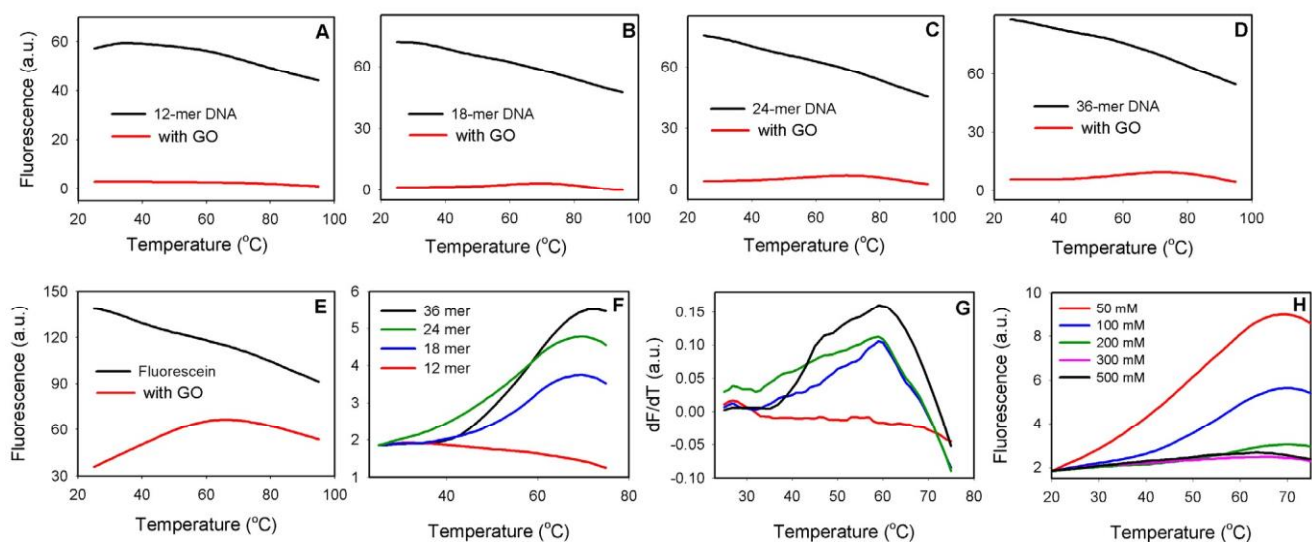 A
Fluorescence (a.u.)
60
40
20
0
12-mer DNA
with GO
20 40 60 80 100
Temperature (°C)
B
60
30
0
18-mer DNA
with GO
20 40 60 80 100
Temperature (°C)
C
60
30
0
24-mer DNA
with GO
20 40 60 80 100
Temperature (°C)
D
60
30
0
36-mer DNA
with GO
20 40 60 80 100
Temperature (°C)
E
Fluorescence (a.u.)
150
120
90
60
30
Fluorescein
with GO
20 40 60 80 100
Temperature (°C)
F
6
5
4
3
2
1
36 mer
24 mer
18 mer
12 mer
40 60 80
Temperature (°C)
G
dF/dT (a.u.)
0.15
0.10
0.05
0.00
-0.05
-0.10
30 40 50 60 70 80
Temperature (°C)
H
Fluorescence (a.u.)
10
8
6
4
2
50 mM
100 mM
200 mM
300 mM
500 mM
20 30 40 50 60 70
Temperature (°C)